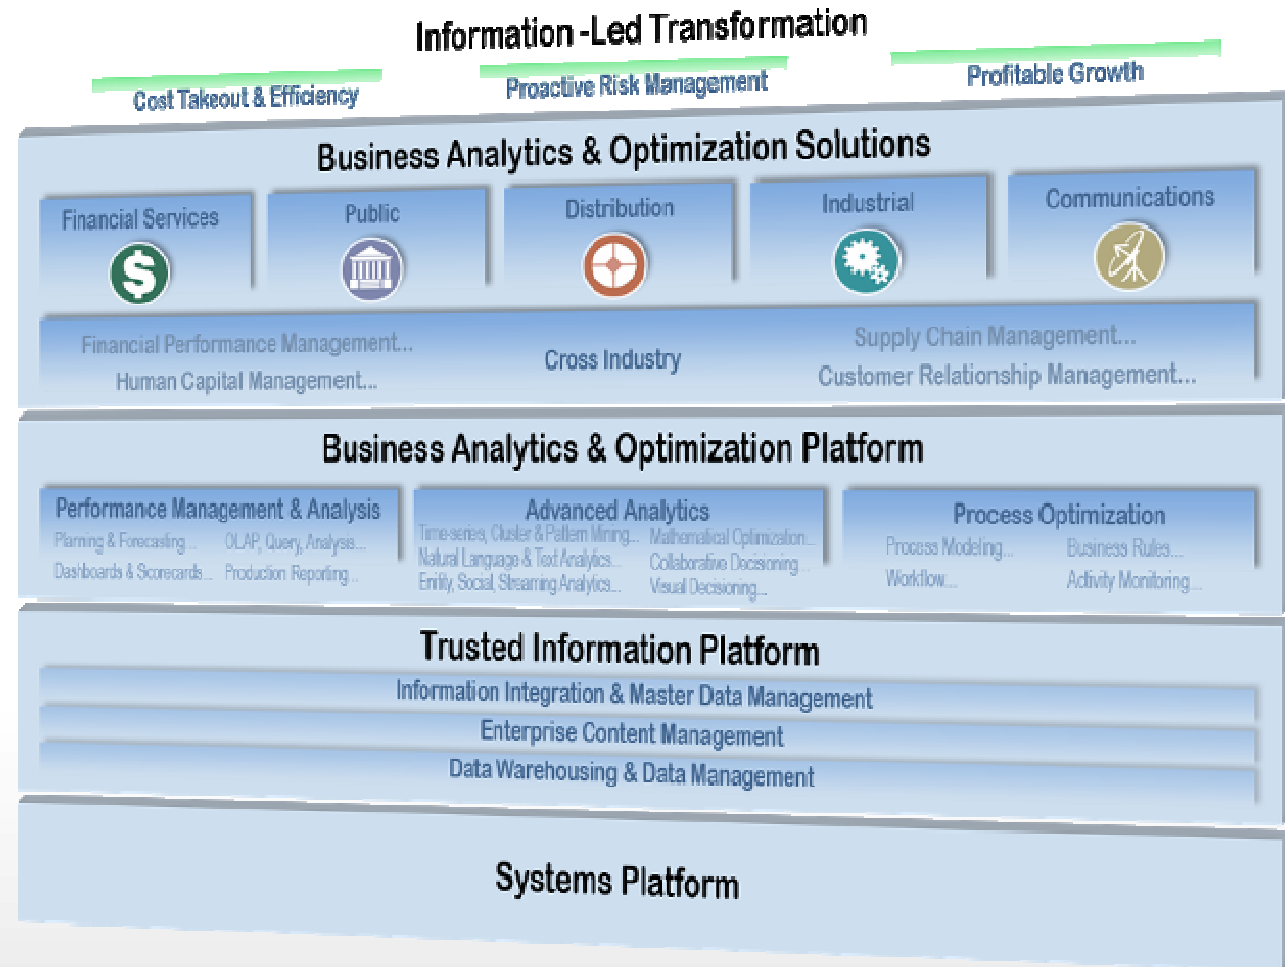 Information -Led Transformation
Cost Takeout & Efficiency
Proactive Risk Management
Profitable Growth
Business Analytics & Optimization Solutions
Financial Services
Public
Distribution
Industrial
Communications
Financial Performance Management...
Human Capital Management...
Cross Industry
Supply Chain Management...
Customer Relationship Management...
Business Analytics & Optimization Platform
Performance Management & Analysis
Planning & Forecasting...
OLAP, Query, Analysis...
Dashboards & Scorecards...
Production Reporting...
Advanced Analytics
Time-series, Cluster & Pattern Mining...
Mathematical Optimization...
Natural Language & Text Analytics...
Collaborative Decisioning...
Entity, Social, Streaming Analytics...
Visual Decisioning...
Process Optimization
Process Modeling...
Business Rules...
Workflow...
Activity Monitoring...
Trusted Information Platform
Information Integration & Master Data Management
Enterprise Content Management
Data Warehousing & Data Management
Systems Platform